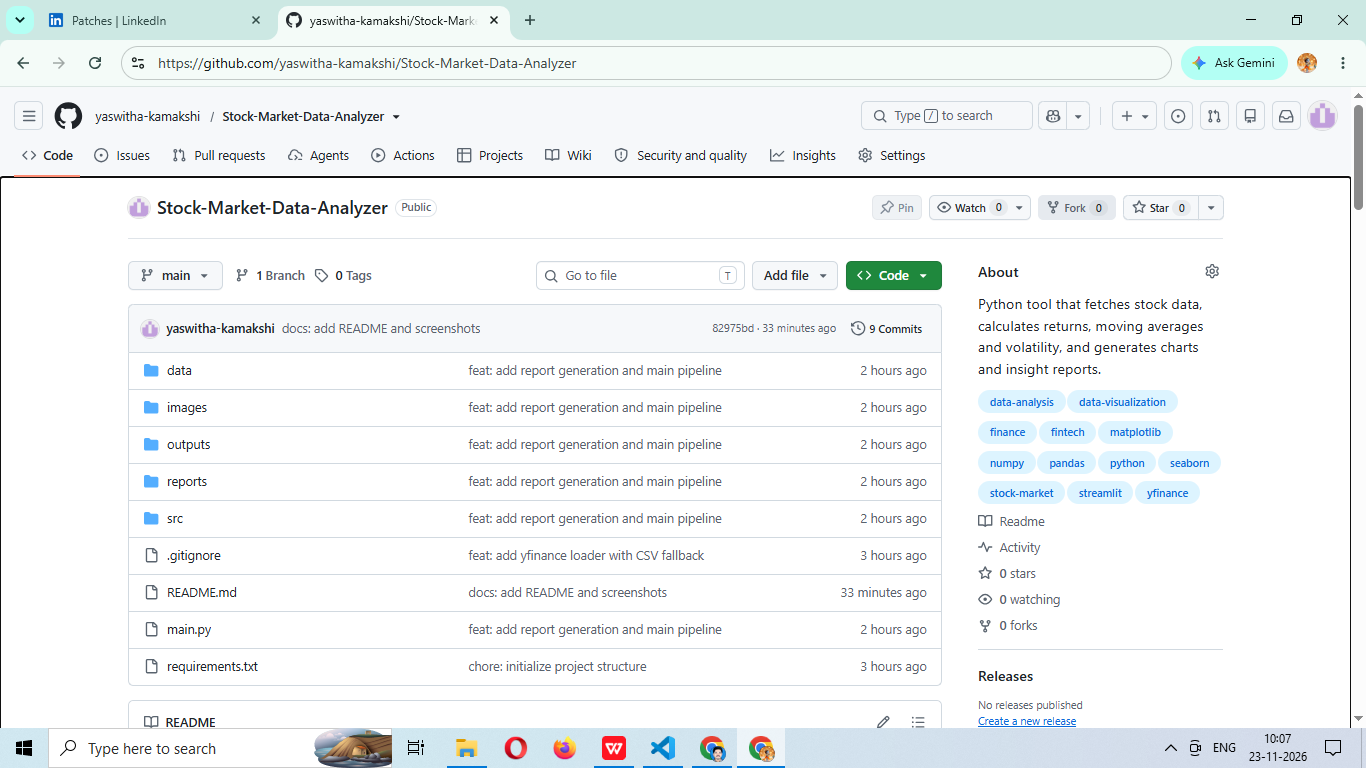 Patches | LinkedIn
yaswitha-kamakshi/Stock-Mark
https://github.com/yaswitha-kamakshi/Stock-Market-Data-Analyzer
Ask Gemini
yaswitha-kamakshi / Stock-Market-Data-Analyzer
Type / to search
Code Issues Pull requests Agents Actions Projects Wiki Security and quality Insights Settings
Stock-Market-Data-Analyzer Public
Pin Watch 0 Fork 0 Star 0
main 1 Branch 0 Tags
Go to file T Add file Code
yaswitha-kamakshi docs: add README and screenshots 82975bd · 33 minutes ago 9 Commits
data feat: add report generation and main pipeline 2 hours ago
images feat: add report generation and main pipeline 2 hours ago
outputs feat: add report generation and main pipeline 2 hours ago
reports feat: add report generation and main pipeline 2 hours ago
src feat: add report generation and main pipeline 2 hours ago
.gitignore feat: add yfinance loader with CSV fallback 3 hours ago
README.md docs: add README and screenshots 33 minutes ago
main.py feat: add report generation and main pipeline 2 hours ago
requirements.txt chore: initialize project structure 3 hours ago
README
About
Python tool that fetches stock data,
calculates returns, moving averages
and volatility, and generates charts
and insight reports.
data-analysis data-visualization
finance fintech matplotlib
numpy pandas python seaborn
stock-market streamlit yfinance
Readme
Activity
0 stars
0 watching
0 forks
Releases
No releases published
Create a new release
Type here to search
ENG
10:07
23-11-2026